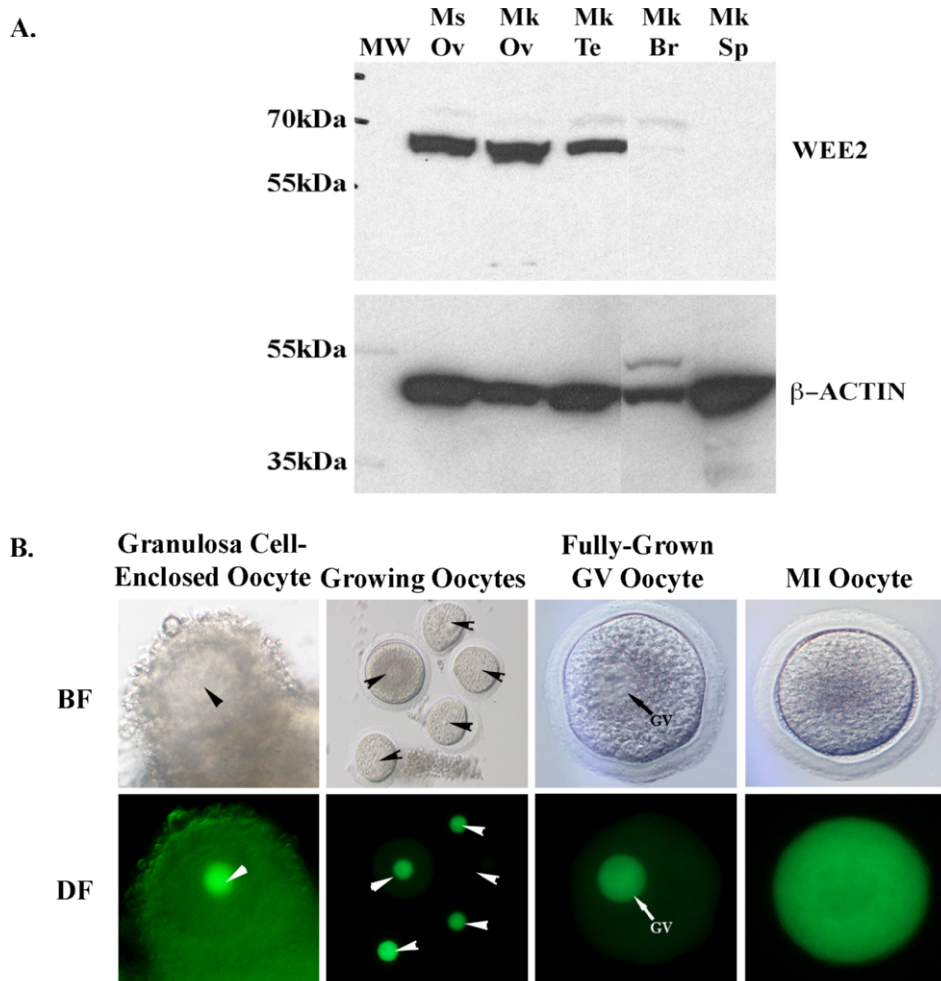 A.
Ms Mk Mk Mk Mk
MW Ov Ov Te Br Sp
70kDa
WEE2
55kDa
55kDa
β-ACTIN
35kDa
B.
Granulosa Cell-
Enclosed Oocyte
Growing Oocytes
Fully-Grown
GV Oocyte
MI Oocyte
BF
GV
DF
GV